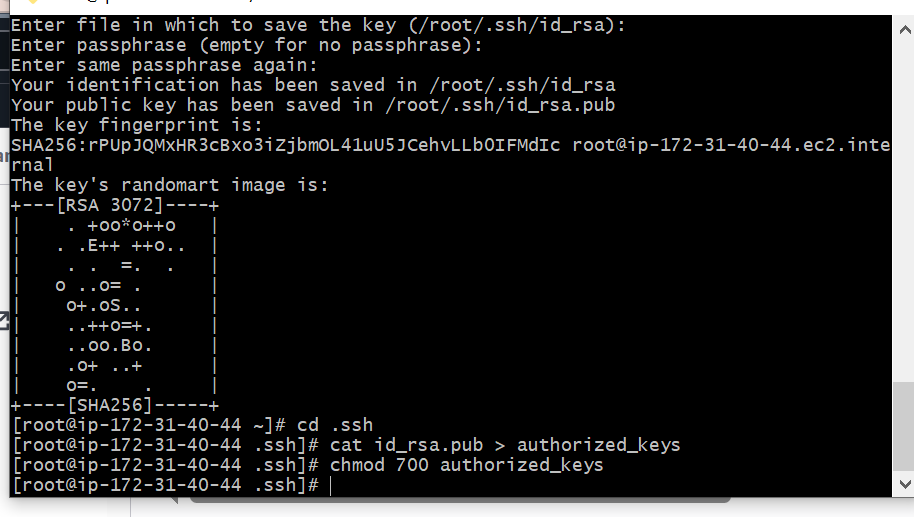 Enter file in which to save the key (/root/.ssh/id_rsa):
Enter passphrase (empty for no passphrase):
Enter same passphrase again:
Your identification has been saved in /root/.ssh/id_rsa
Your public key has been saved in /root/.ssh/id_rsa.pub
The key fingerprint is:
SHA256:rPUpJQMxHR3cBxo3iZjbmOL41uU5JCehvLLbOIFMdIc root@ip-172-31-40-44.ec2.inte
rnal
The key's randomart image is:
+---[RSA 3072]----+
|    . +oo*o++o   |
|   . .E++ ++o..  |
|    . .  =.  .   |
|   o ..o= .      |
|    o+.oS..      |
|    ..++o=+.     |
|    ..oo.Bo.     |
|    .o+ ..+      |
|    o=.    .     |
+----[SHA256]-----+
[root@ip-172-31-40-44 ~]# cd .ssh
[root@ip-172-31-40-44 .ssh]# cat id_rsa.pub > authorized_keys
[root@ip-172-31-40-44 .ssh]# chmod 700 authorized_keys
[root@ip-172-31-40-44 .ssh]#